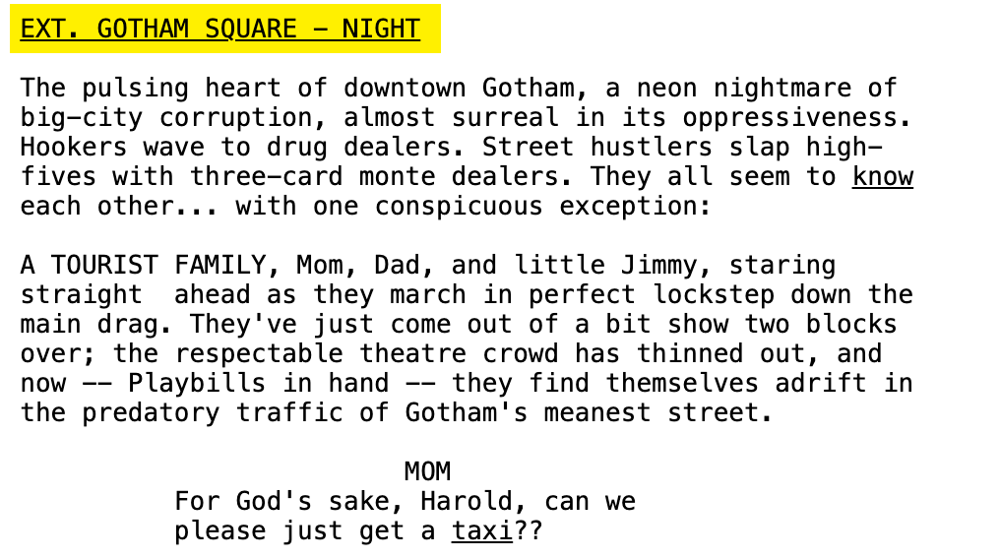 EXT. GOTHAM SQUARE – NIGHT
The pulsing heart of downtown Gotham, a neon nightmare of
big-city corruption, almost surreal in its oppressiveness.
Hookers wave to drug dealers. Street hustlers slap high-
fives with three-card monte dealers. They all seem to know
each other... with one conspicuous exception:
A TOURIST FAMILY, Mom, Dad, and little Jimmy, staring
straight  ahead as they march in perfect lockstep down the
main drag. They've just come out of a bit show two blocks
over; the respectable theatre crowd has thinned out, and
now -- Playbills in hand -- they find themselves adrift in
the predatory traffic of Gotham's meanest street.
MOM
For God's sake, Harold, can we
please just get a taxi??